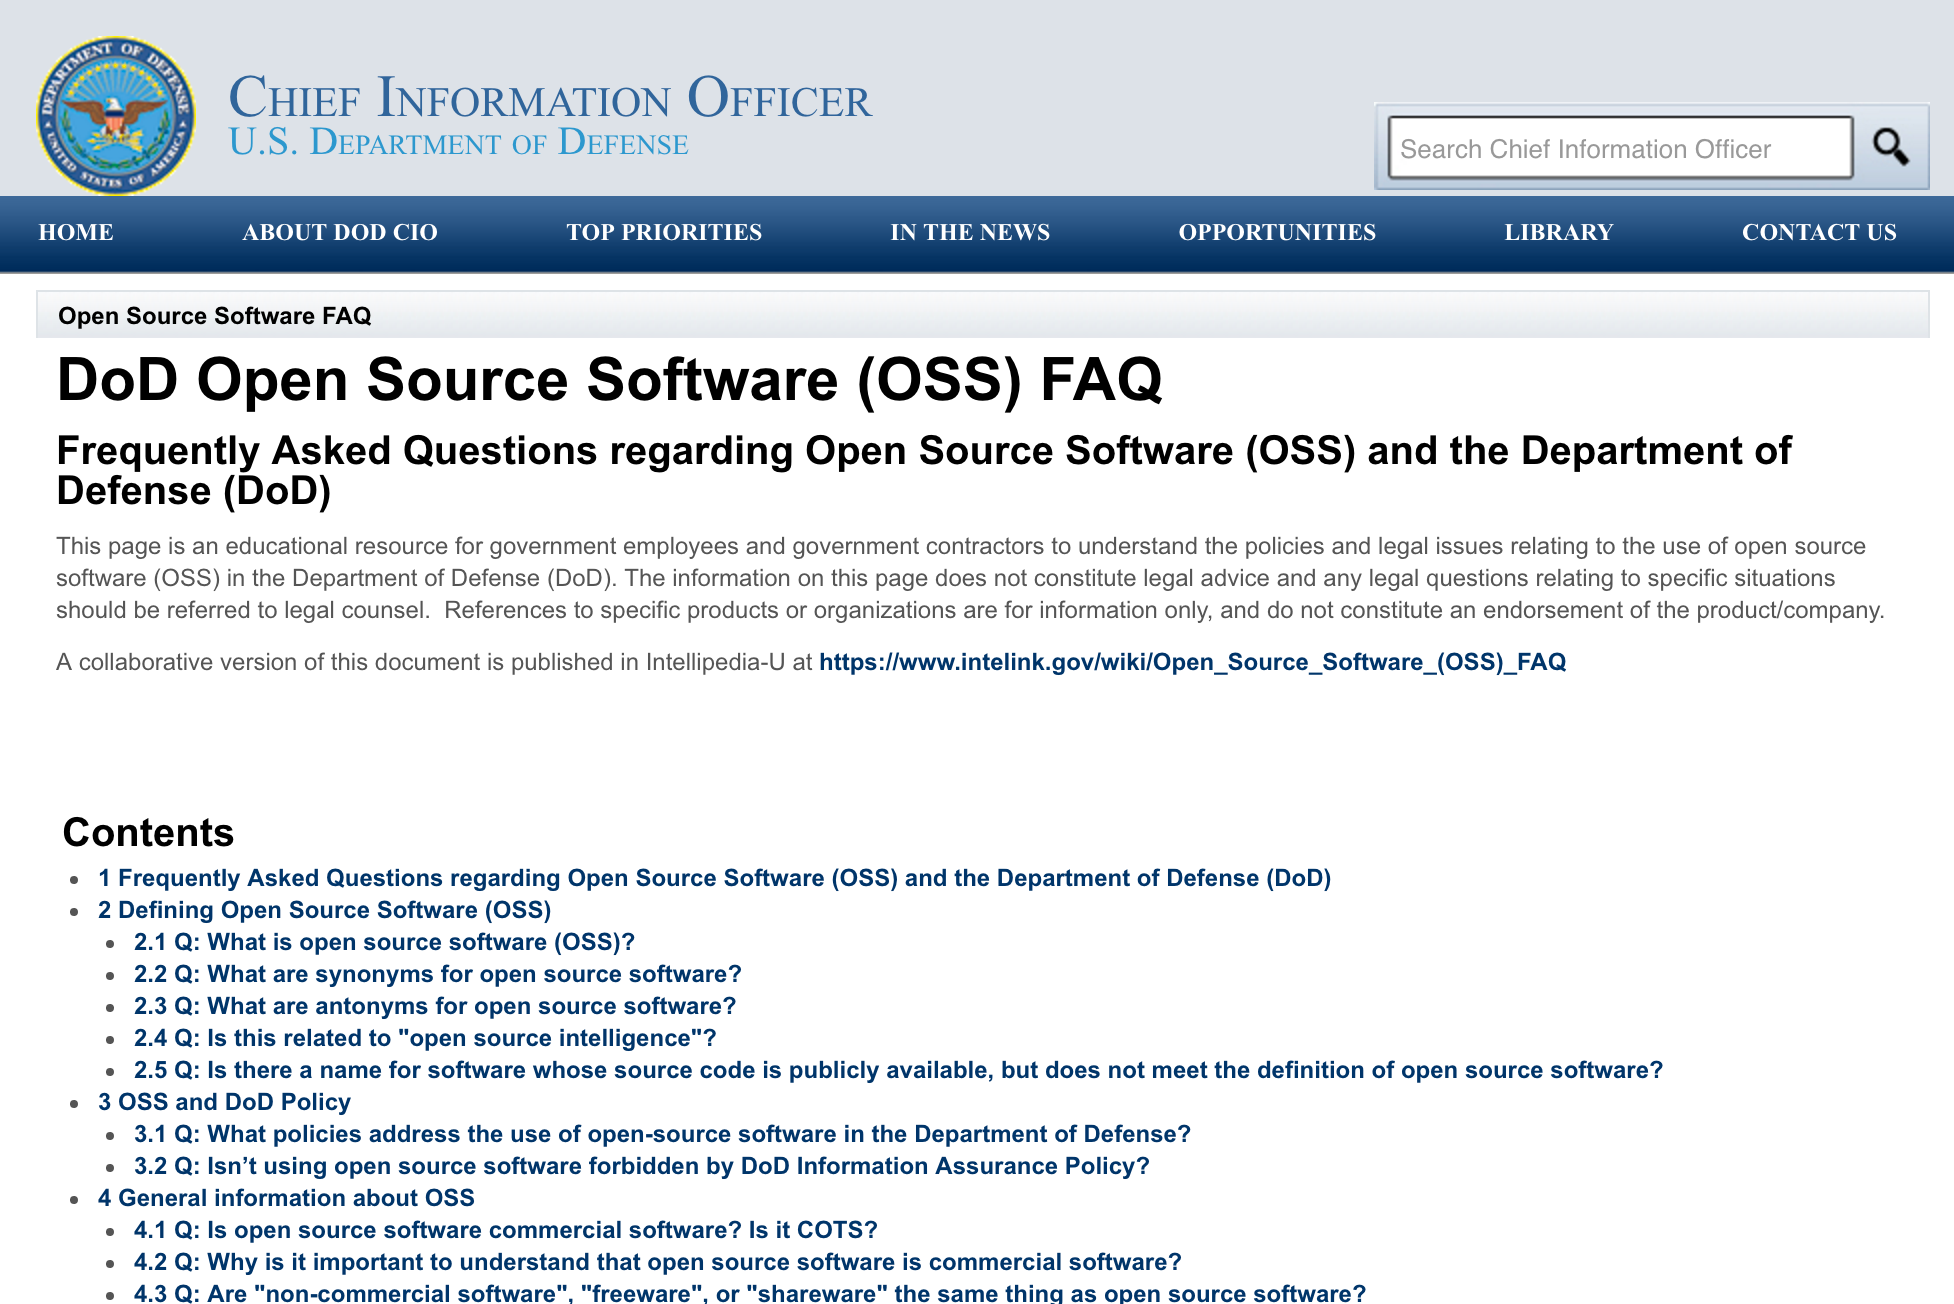 DEPARTMENT OF DEFENSE
UNITED STATES OF AMERICA
CHIEF INFORMATION OFFICER
U.S. DEPARTMENT OF DEFENSE
Search Chief Information Officer
HOME ABOUT DOD CIO TOP PRIORITIES IN THE NEWS OPPORTUNITIES LIBRARY CONTACT US
Open Source Software FAQ
DoD Open Source Software (OSS) FAQ
Frequently Asked Questions regarding Open Source Software (OSS) and the Department of
Defense (DoD)
This page is an educational resource for government employees and government contractors to understand the policies and legal issues relating to the use of open source
software (OSS) in the Department of Defense (DoD). The information on this page does not constitute legal advice and any legal questions relating to specific situations
should be referred to legal counsel.  References to specific products or organizations are for information only, and do not constitute an endorsement of the product/company.
A collaborative version of this document is published in Intellipedia-U at https://www.intelink.gov/wiki/Open_Source_Software_(OSS)_FAQ
Contents
• 1 Frequently Asked Questions regarding Open Source Software (OSS) and the Department of Defense (DoD)
• 2 Defining Open Source Software (OSS)
• 2.1 Q: What is open source software (OSS)?
• 2.2 Q: What are synonyms for open source software?
• 2.3 Q: What are antonyms for open source software?
• 2.4 Q: Is this related to "open source intelligence"?
• 2.5 Q: Is there a name for software whose source code is publicly available, but does not meet the definition of open source software?
• 3 OSS and DoD Policy
• 3.1 Q: What policies address the use of open-source software in the Department of Defense?
• 3.2 Q: Isn’t using open source software forbidden by DoD Information Assurance Policy?
• 4 General information about OSS
• 4.1 Q: Is open source software commercial software? Is it COTS?
• 4.2 Q: Why is it important to understand that open source software is commercial software?
• 4.3 Q: Are "non-commercial software", "freeware", or "shareware" the same thing as open source software?